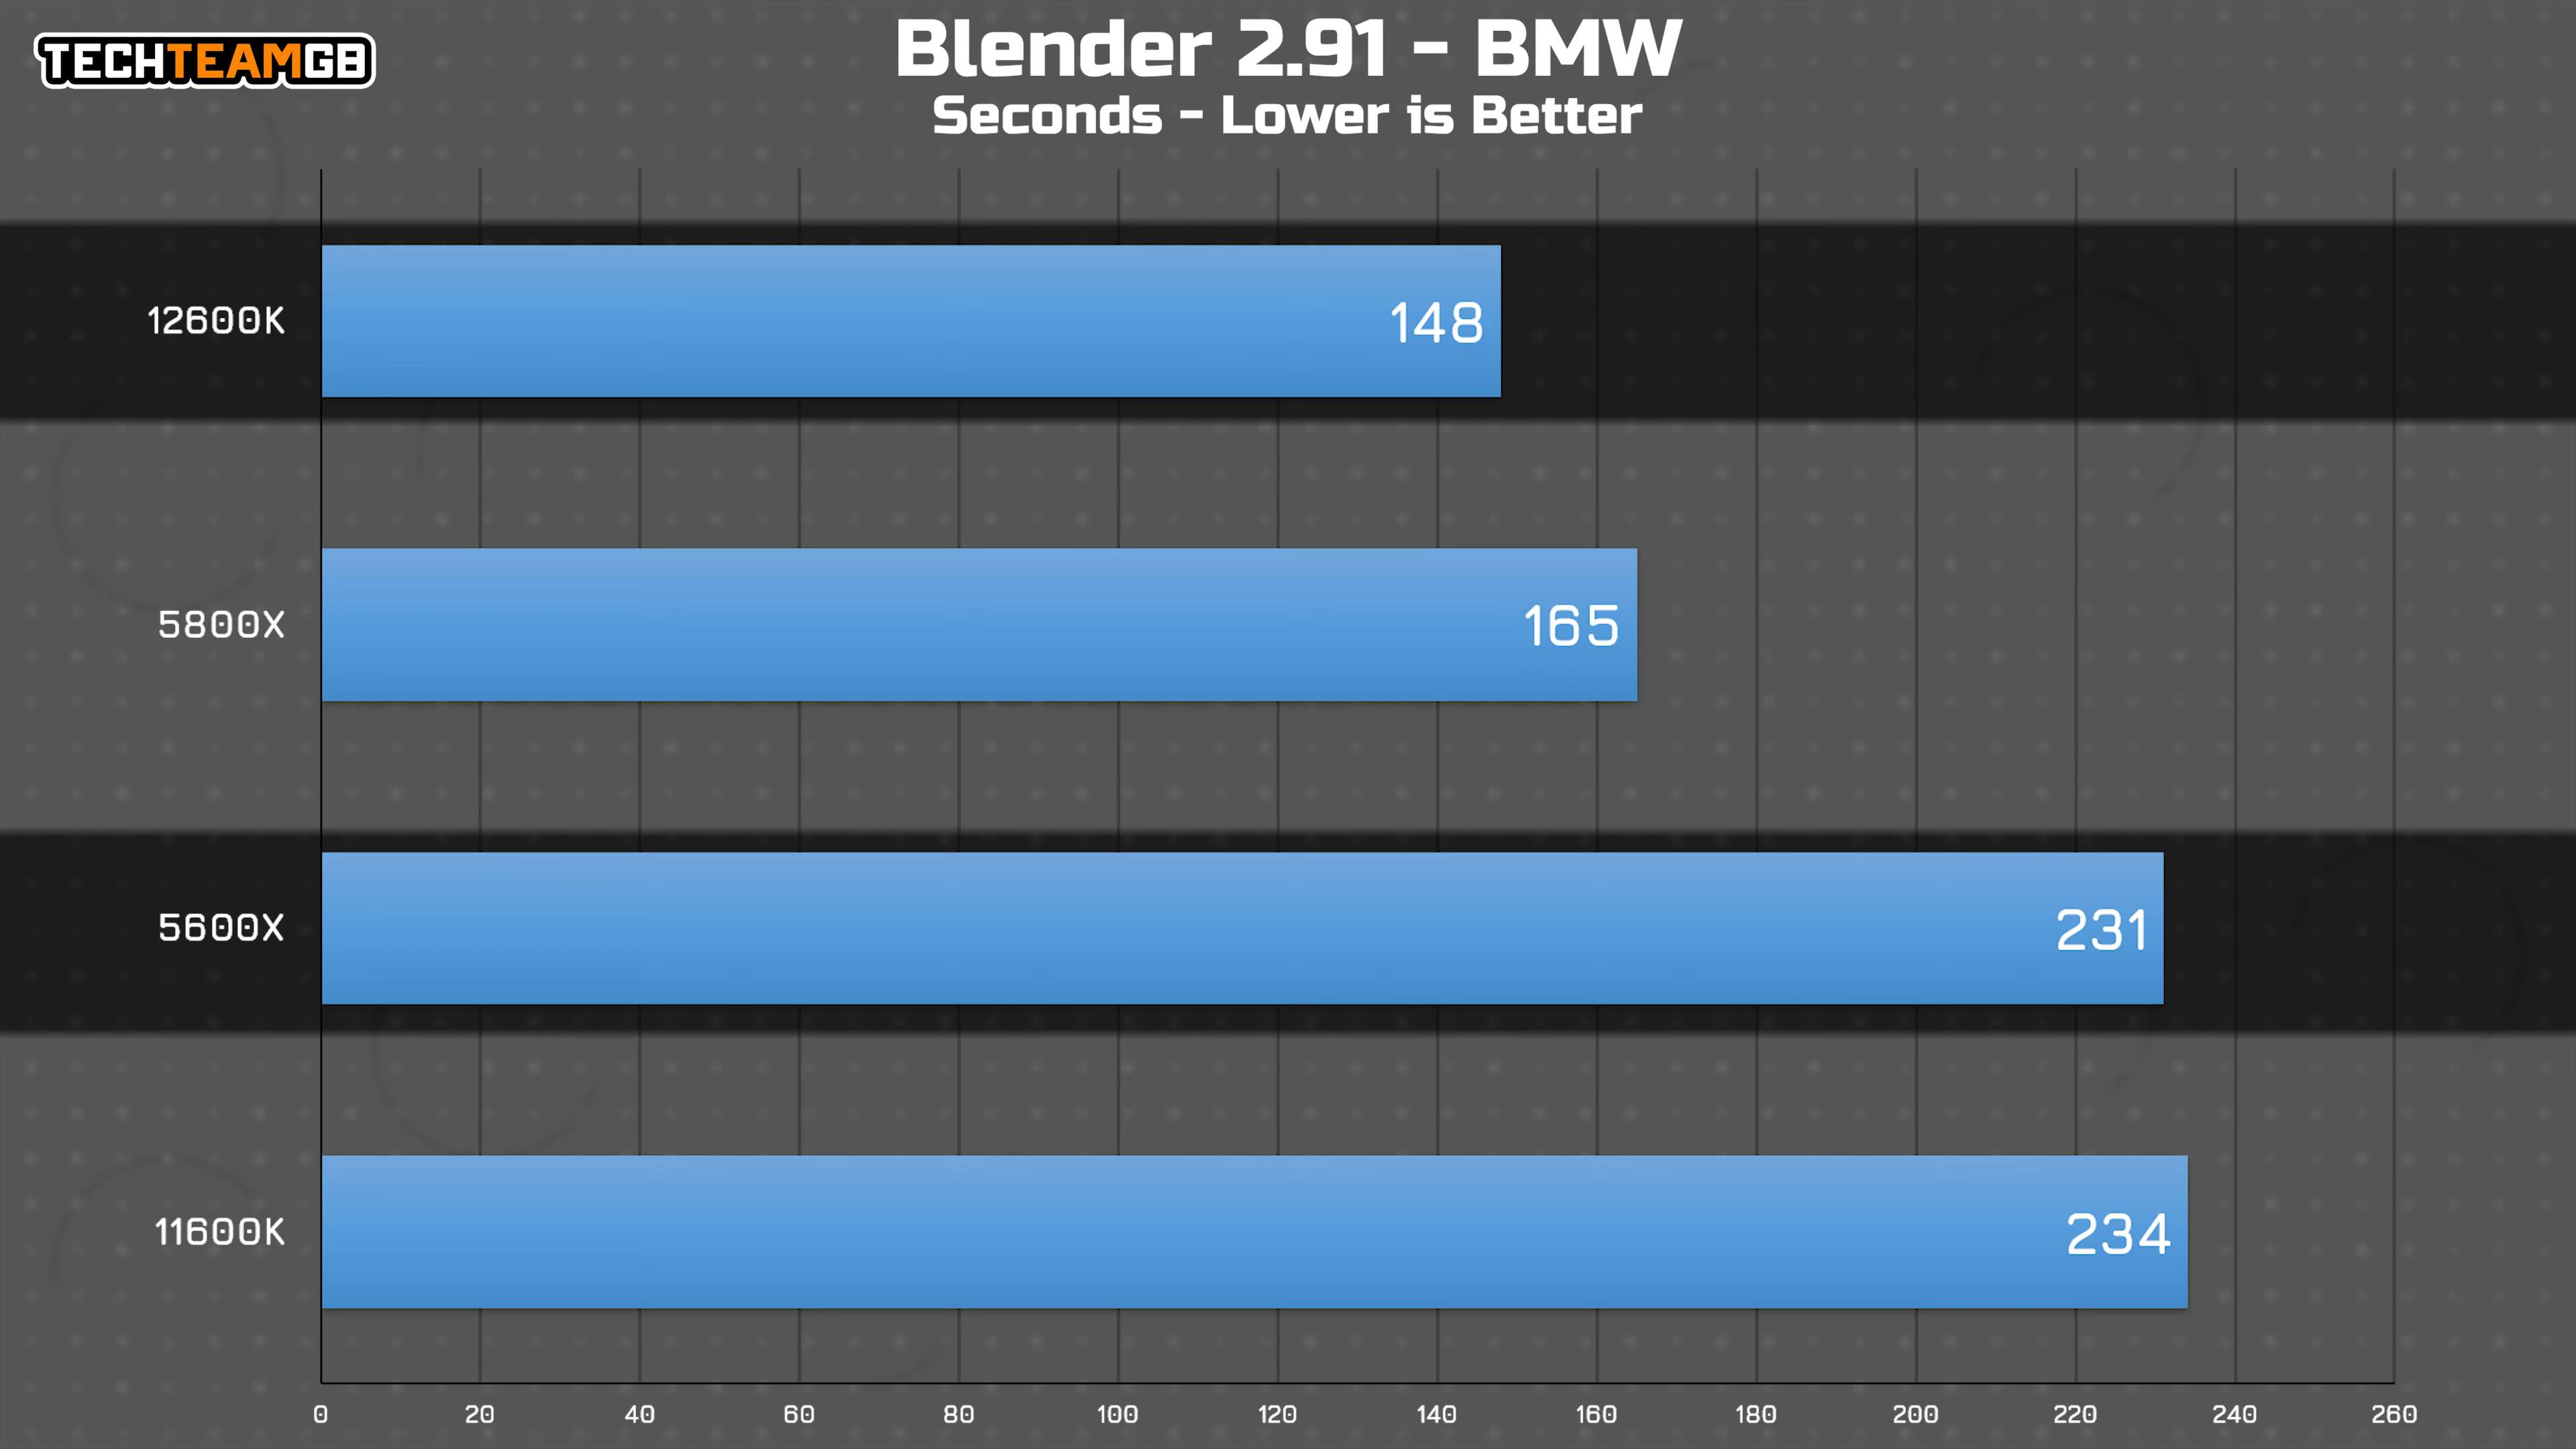 TECHTEAMGB
Blender 2.91 - BMW
Seconds - Lower is Better
12600K
148
5800X
165
5600X
231
11600K
234
0 20 40 60 80 100 120 140 160 180 200 220 240 260